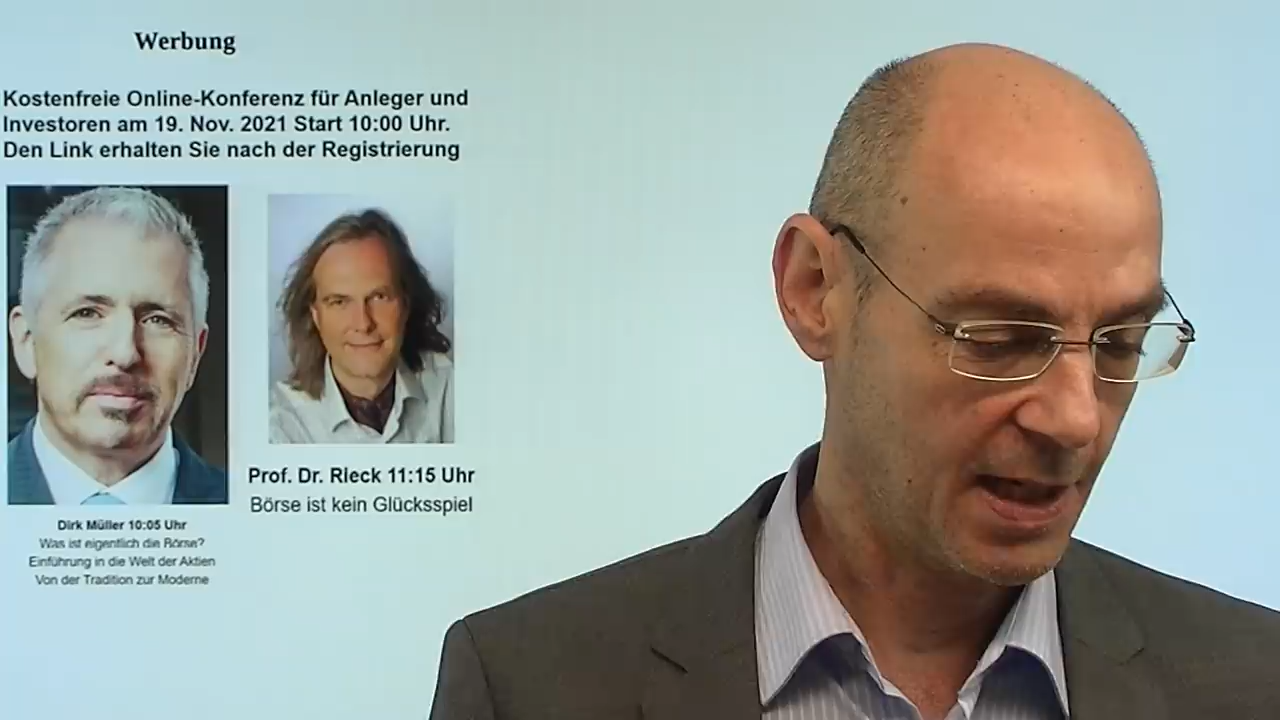 Werbung
Kostenfreie Online-Konferenz für Anleger und
Investoren am 19. Nov. 2021 Start 10:00 Uhr.
Den Link erhalten Sie nach der Registrierung
Prof. Dr. Rieck 11:15 Uhr
Börse ist kein Glücksspiel
Dirk Müller 10:05 Uhr
Was ist eigentlich die Börse?
Einführung in die Welt der Aktien
Von der Tradition zur Moderne